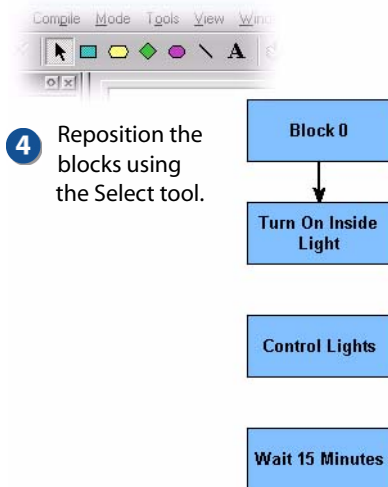 Compile Mode Tools View
A
4
Reposition the
blocks using
the Select tool.
Block 0
Turn On Inside
Light
Control Lights
Wait 15 Minutes